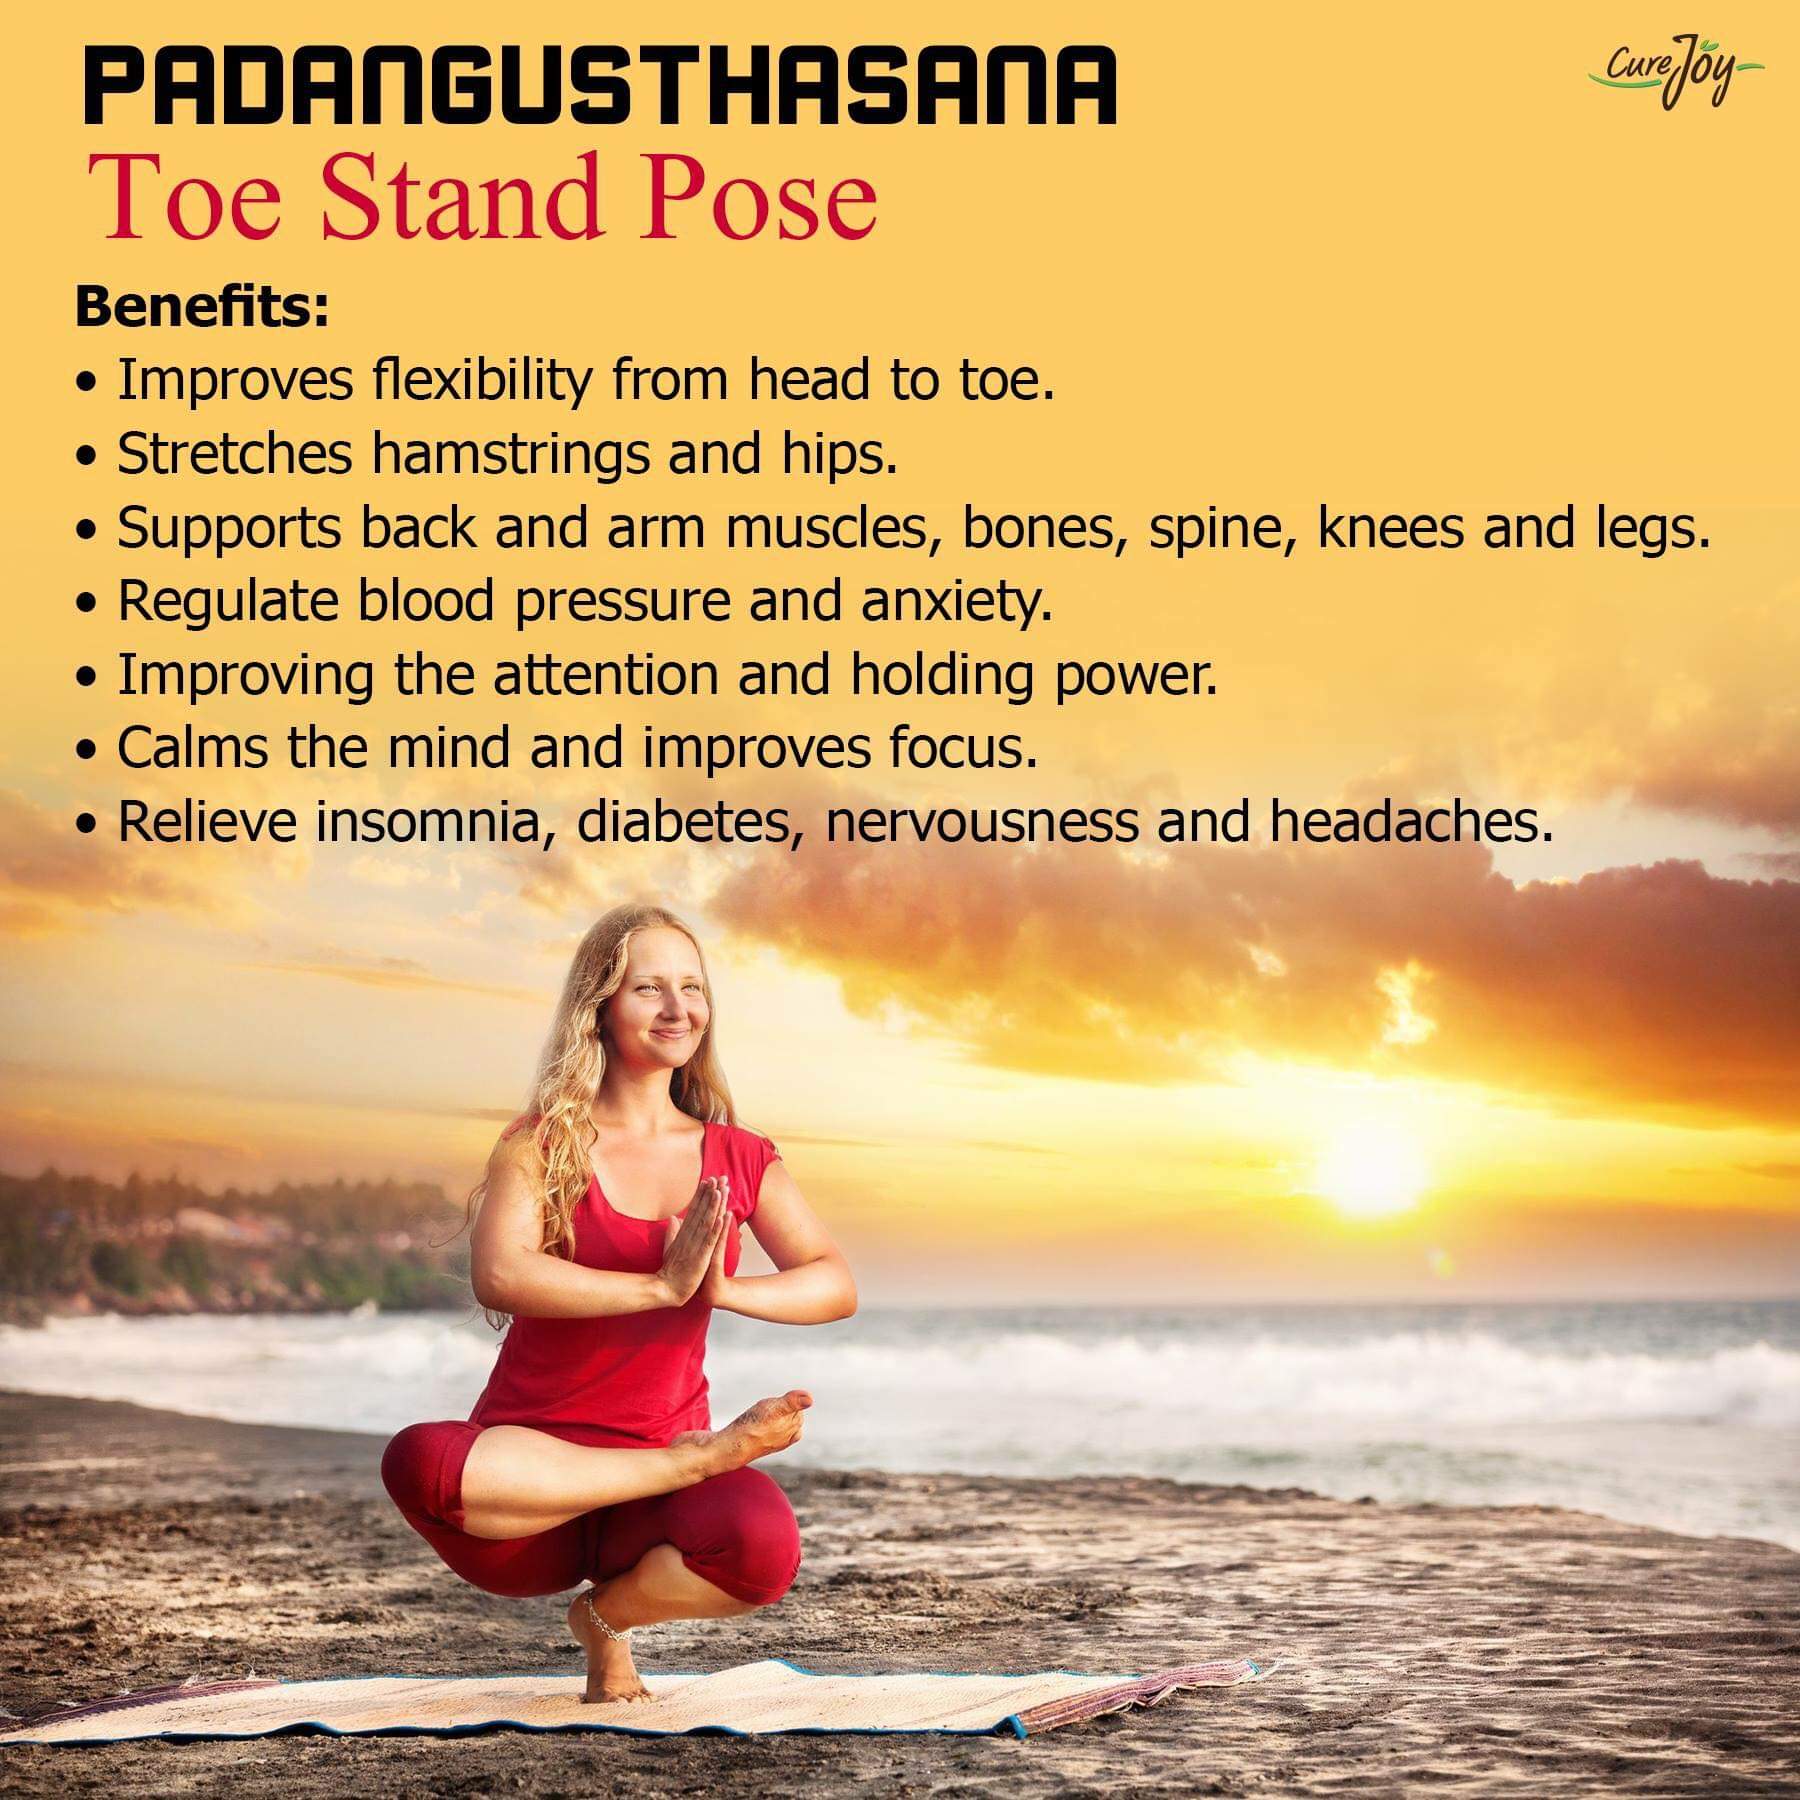 PADANGUSTHASANA
CureJoy
Toe Stand Pose
Benefits:
• Improves flexibility from head to toe.
• Stretches hamstrings and hips.
• Supports back and arm muscles, bones, spine, knees and legs.
• Regulate blood pressure and anxiety.
• Improving the attention and holding power.
• Calms the mind and improves focus.
• Relieve insomnia, diabetes, nervousness and headaches.